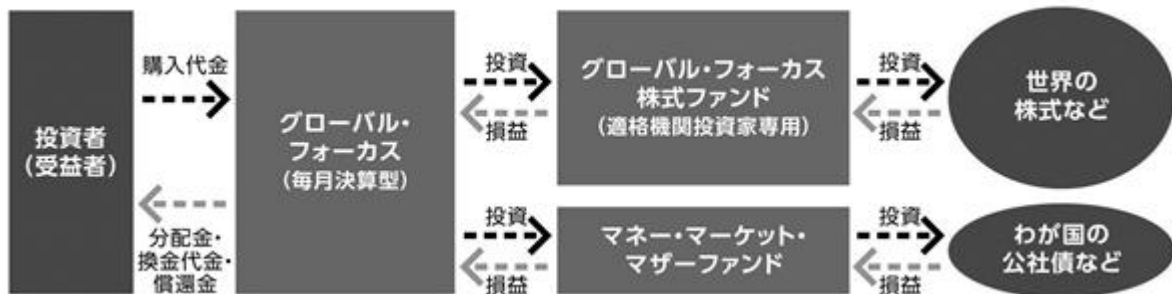 投資者
（受益者）
購入代金
分配金・
換金代金・
償還金
グローバル・
フォーカス
（毎月決算型）
投資
損益
グローバル・フォーカス
株式ファンド
（適格機関投資家専用）
投資
損益
世界の
株式など
投資
損益
マネー・マーケット・
マザーファンド
投資
損益
わが国の
公社債など